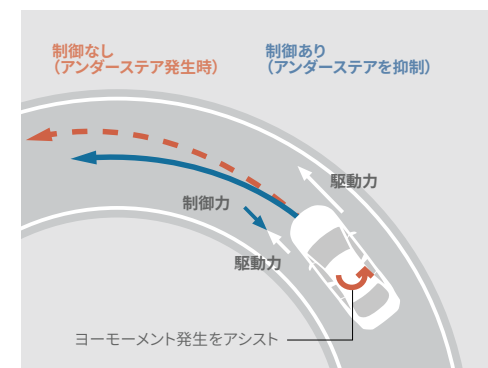 制御なし
（アンダーステア発生時）
制御あり
（アンダーステアを抑制）
駆動力
制御力
駆動力
ヨーモーメント発生をアシスト